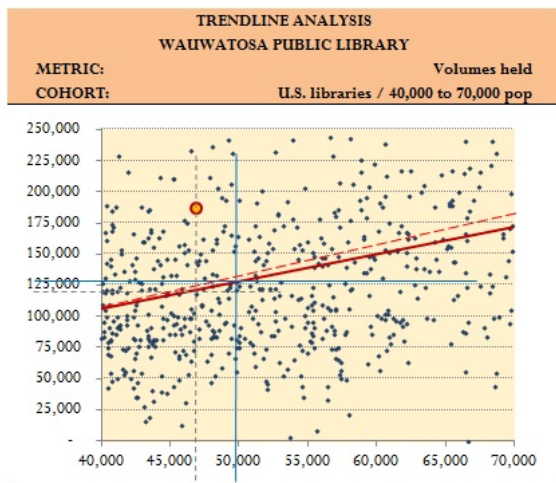 TRENDLINE ANALYSIS
WAUWATOSA PUBLIC LIBRARY
METRIC: Volumes held
COHORT: U.S. libraries / 40,000 to 70,000 pop
250,000
225,000
200,000
175,000
150,000
125,000
100,000
75,000
50,000
25,000
-
40,000 45,000 50,000 55,000 60,000 65,000 70,000